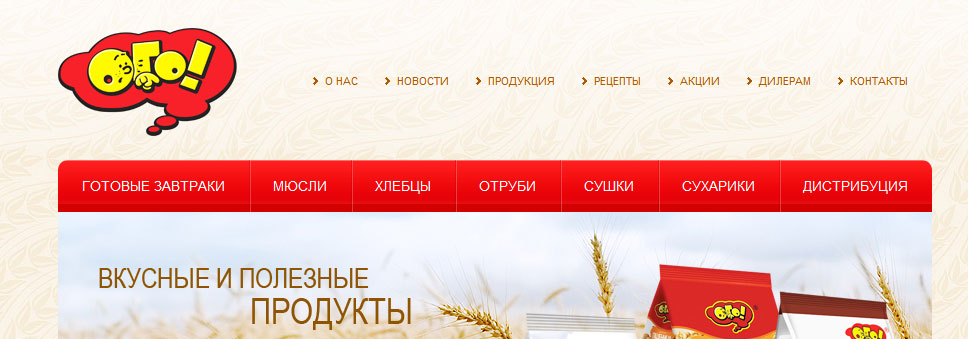 ОГО!
О НАС НОВОСТИ ПРОДУКЦИЯ РЕЦЕПТЫ АКЦИИ ДИЛЕРАМ КОНТАКТЫ
ГОТОВЫЕ ЗАВТРАКИ МЮСЛИ ХЛЕБЦЫ ОТРУБИ СУШКИ СУХАРИКИ ДИСТРИБУЦИЯ
ВКУСНЫЕ И ПОЛЕЗНЫЕ
ПРОДУКТЫ
ОГО!
ОГО!